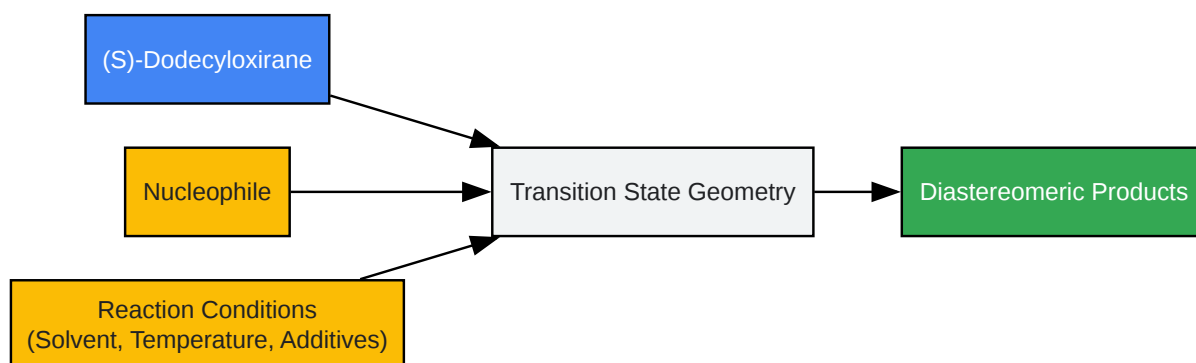 (S)-Dodecyloxirane
Nucleophile
Transition State Geometry
Diastereomeric Products
Reaction Conditions
(Solvent, Temperature, Additives)